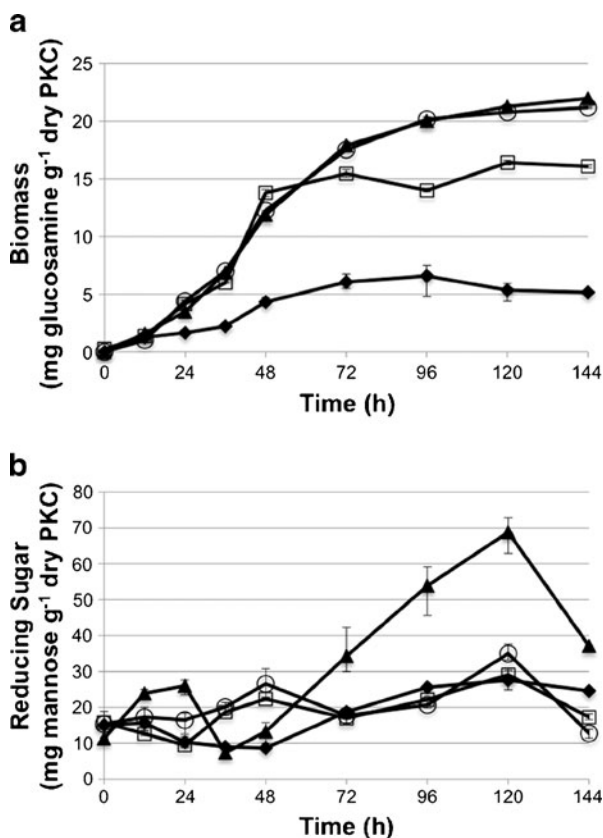 a
25
20
15
10
5
0
Biomass
(mg glucosamine g⁻¹ dry PKC)
0 24 48 72 96 120 144
Time (h)
b
80
70
60
50
40
30
20
10
0
Reducing Sugar
(mg mannose g⁻¹ dry PKC)
0 24 48 72 96 120 144
Time (h)